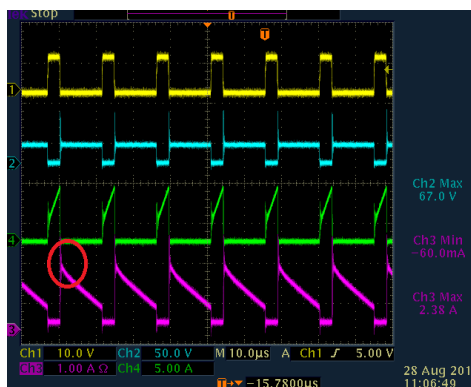 Stop
T
T
1
2
4
3
Ch2 Max
67.0 V
Ch3 Min
-60.0mA
Ch3 Max
2.38 A
Ch1 10.0 V Ch2 50.0 V M 10.0µs A Ch1 5.00 V
Ch3 1.00 A Ω Ch4 5.00 A
T -15.7800µs
28 Aug 201
11:06:49